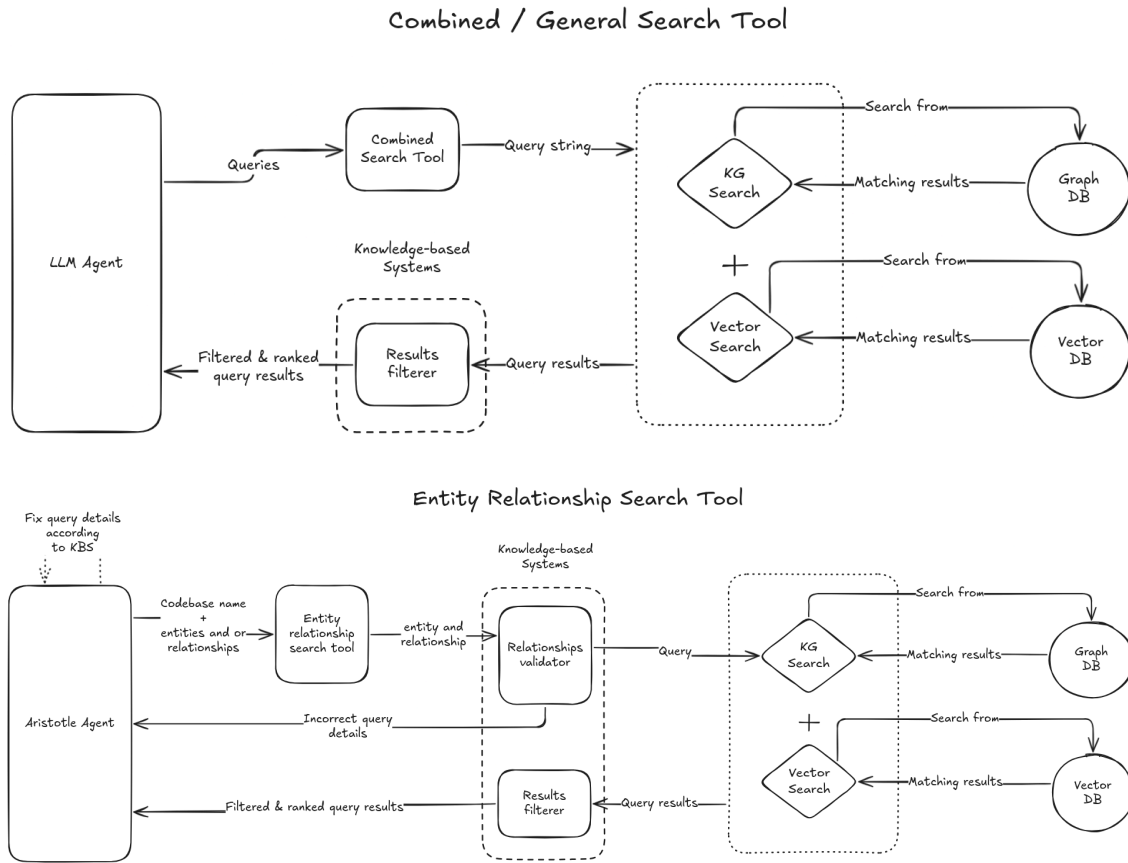 Combined / General Search Tool
LLM Agent
Queries
Combined
Search Tool
Query string
KG
Search
Search from
Matching results
Graph
DB
+
Vector
Search
Search from
Matching results
Vector
DB
Knowledge-based
Systems
Results
filterer
Query results
Filtered & ranked
query results
Entity Relationship Search Tool
Fix query details
according
to KBS
Aristotle Agent
Codebase name
+
entities and or
relationships
Entity
relationship
search tool
entity and
relationship
Knowledge-based
Systems
Relationships
validator
Incorrect query
details
Query
KG
Search
Search from
Matching results
Graph
DB
+
Vector
Search
Search from
Matching results
Vector
DB
Query results
Results
filterer
Filtered & ranked query results